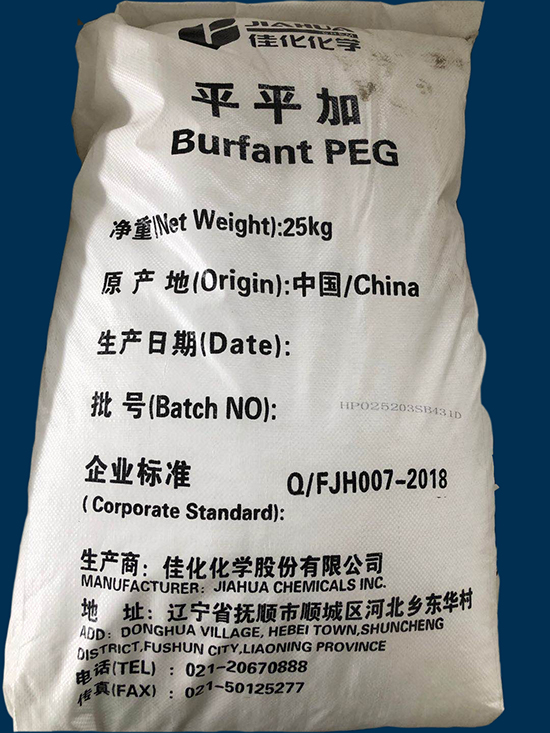 JIAHUA
CHEM
佳化化学
平平加
Burfant PEG
净重(Net Weight):25kg
原产地(Origin):中国/China
生产日期(Date):
批号(Batch NO): HP025203SB431D
企业标准 Q/FJH007-2018
(Corporate Standard):
生产商: 佳化化学股份有限公司
MANUFACTURER: JIAHUA CHEMICALS INC.
地 址: 辽宁省抚顺市顺城区河北乡东华村
ADD: DONGHUA VILLAGE, HEBEI TOWN,SHUNCHENG
DISTRICT,FUSHUN CITY,LIAONING PROVINCE
电话(TEL) : 021-20670888
传真(FAX) : 021-50125277